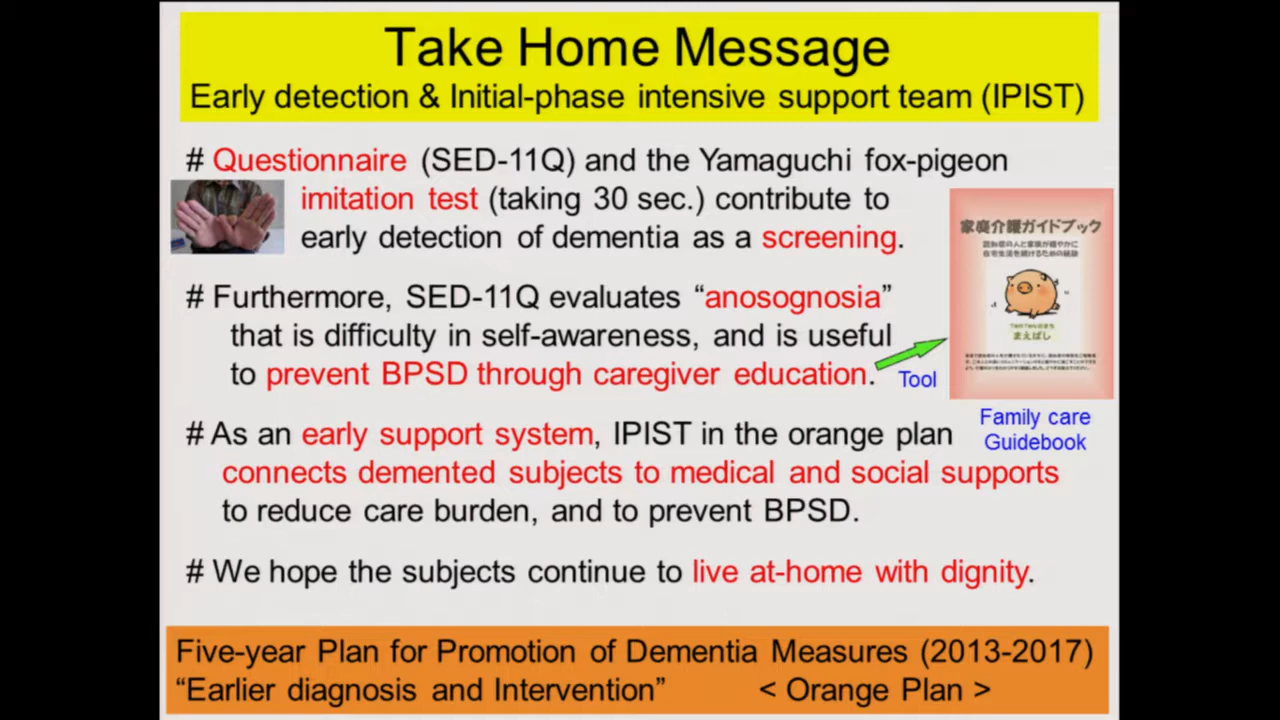 Take Home Message
Early detection & Initial-phase intensive support team (IPIST)
# Questionnaire (SED-11Q) and the Yamaguchi fox-pigeon
imitation test (taking 30 sec.) contribute to
early detection of dementia as a screening.
# Furthermore, SED-11Q evaluates “anosognosia”
that is difficulty in self-awareness, and is useful
to prevent BPSD through caregiver education.
Tool
家庭介護ガイドブック
認知症の人と家族が穏やかに
在宅生活を続けるための秘訣
まえばし
Family care
Guidebook
# As an early support system, IPIST in the orange plan
connects demented subjects to medical and social supports
to reduce care burden, and to prevent BPSD.
# We hope the subjects continue to live at-home with dignity.
Five-year Plan for Promotion of Dementia Measures (2013-2017)
“Earlier diagnosis and Intervention” < Orange Plan >